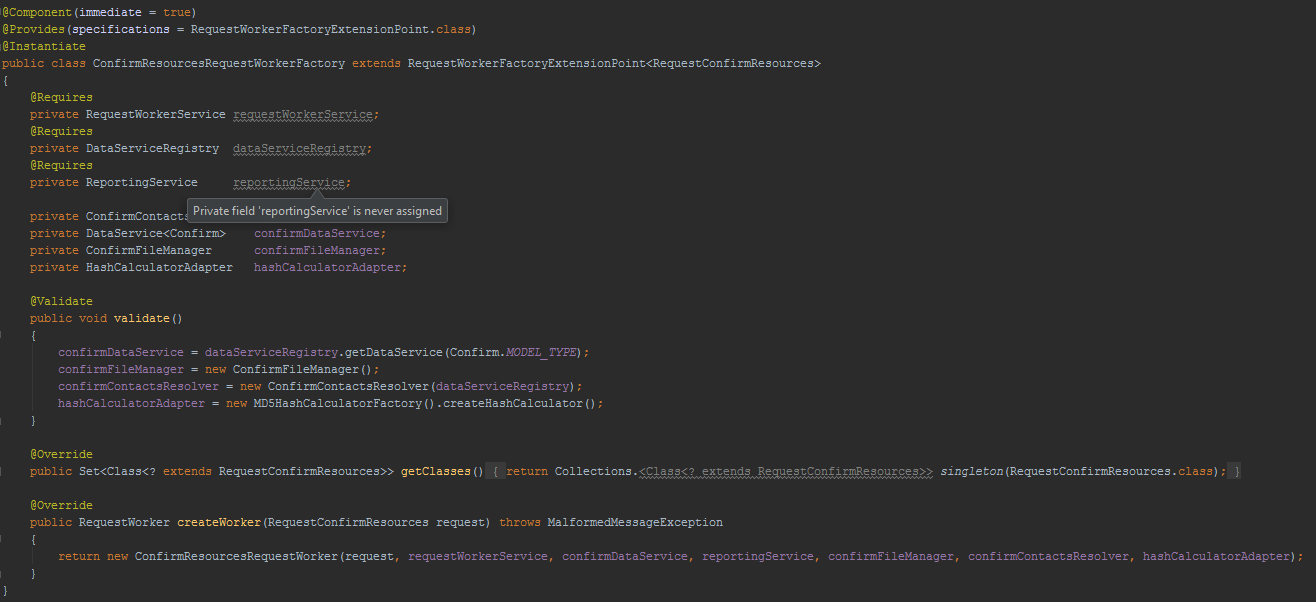 @Component(immediate = true)
@Provides(specifications = RequestWorkerFactoryExtensionPoint.class)
@Instantiate
public class ConfirmResourcesRequestWorkerFactory extends RequestWorkerFactoryExtensionPoint<RequestConfirmResources>
{
    @Requires
    private RequestWorkerService requestWorkerService;
    @Requires
    private DataServiceRegistry  dataServiceRegistry;
    @Requires
    private ReportingService     reportingService;
Private field 'reportingService' is never assigned
    private ConfirmContacts
    private DataService<Confirm>    confirmDataService;
    private ConfirmFileManager      confirmFileManager;
    private HashCalculatorAdapter   hashCalculatorAdapter;
    @Validate
    public void validate()
    {
        confirmDataService = dataServiceRegistry.getDataService(Confirm.MODEL_TYPE);
        confirmFileManager = new ConfirmFileManager();
        confirmContactsResolver = new ConfirmContactsResolver(dataServiceRegistry);
        hashCalculatorAdapter = new MD5HashCalculatorFactory().createHashCalculator();
    }
    @Override
    public Set<Class<? extends RequestConfirmResources>> getClasses() { return Collections.<Class<? extends RequestConfirmResources>> singleton(RequestConfirmResources.class); }
    @Override
    public RequestWorker createWorker(RequestConfirmResources request) throws MalformedMessageException
    {
        return new ConfirmResourcesRequestWorker(request, requestWorkerService, confirmDataService, reportingService, confirmFileManager, confirmContactsResolver, hashCalculatorAdapter);
    }
}